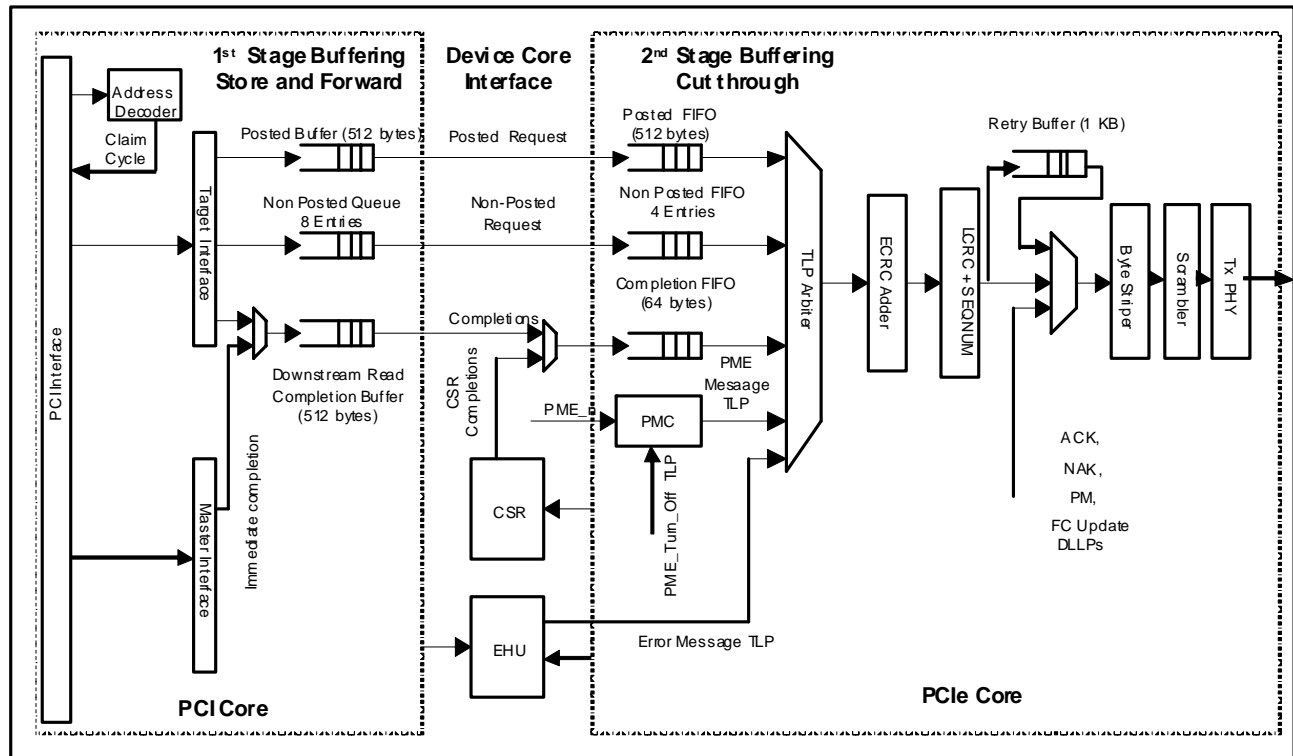 1st Stage Buffering
Store and Forward
Device Core
Interface
2nd Stage Buffering
Cut through
Address
Decoder
Claim
Cycle
PCI Interface
Target Interface
Master Interface
Immediate completion
Posted Buffer (512 bytes)
Non Posted Queue
8 Entries
Downstream Read
Completion Buffer
(512 bytes)
PCI Core
Posted Request
Non-Posted
Request
Completions
CSR
Completions
CSR
EHU
PME_n
Posted FIFO
(512 bytes)
Non Posted FIFO
4 Entries
Completion FIFO
(64 bytes)
PME
Mesaage
TLP
PMC
PME_Turn_Off TLP
Error Message TLP
TLP Arbiter
ECRC Adder
LCRC + SEQNUM
Retry Buffer (1 KB)
Byte Striper
Scrambler
Tx PHY
ACK,
NAK,
PM,
FC Update
DLLPs
PCIe Core